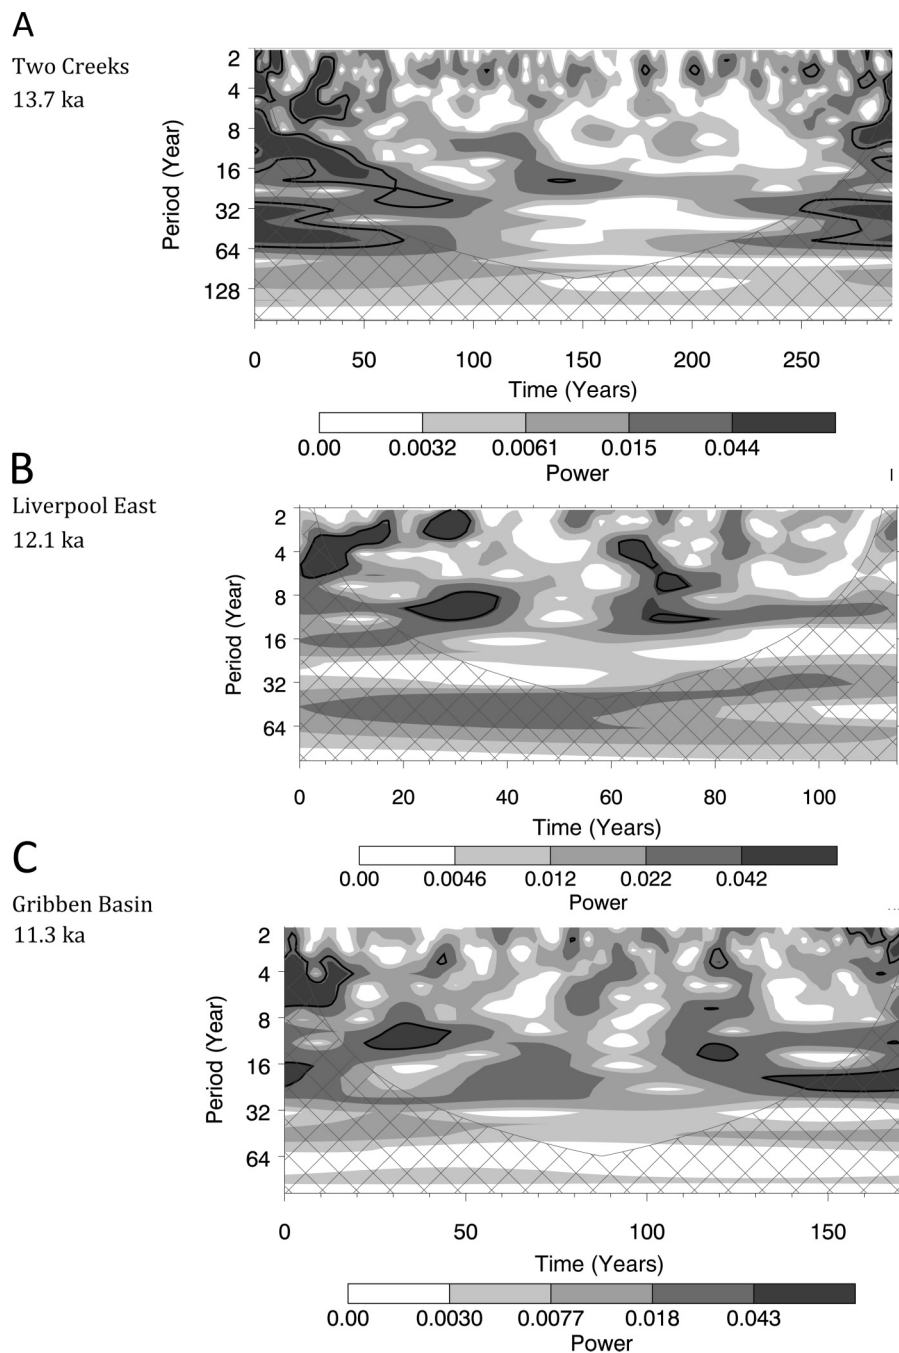 A
Two Creeks
13.7 ka
Period (Year)
2
4
8
16
32
64
128
0 50 100 150 200 250
Time (Years)
0.00 0.0032 0.0061 0.015 0.044
Power
B
Liverpool East
12.1 ka
Period (Year)
2
4
8
16
32
64
0 20 40 60 80 100
Time (Years)
0.00 0.0046 0.012 0.022 0.042
Power
C
Gribben Basin
11.3 ka
Period (Year)
2
4
8
16
32
64
0 50 100 150
Time (Years)
0.00 0.0030 0.0077 0.018 0.043
Power